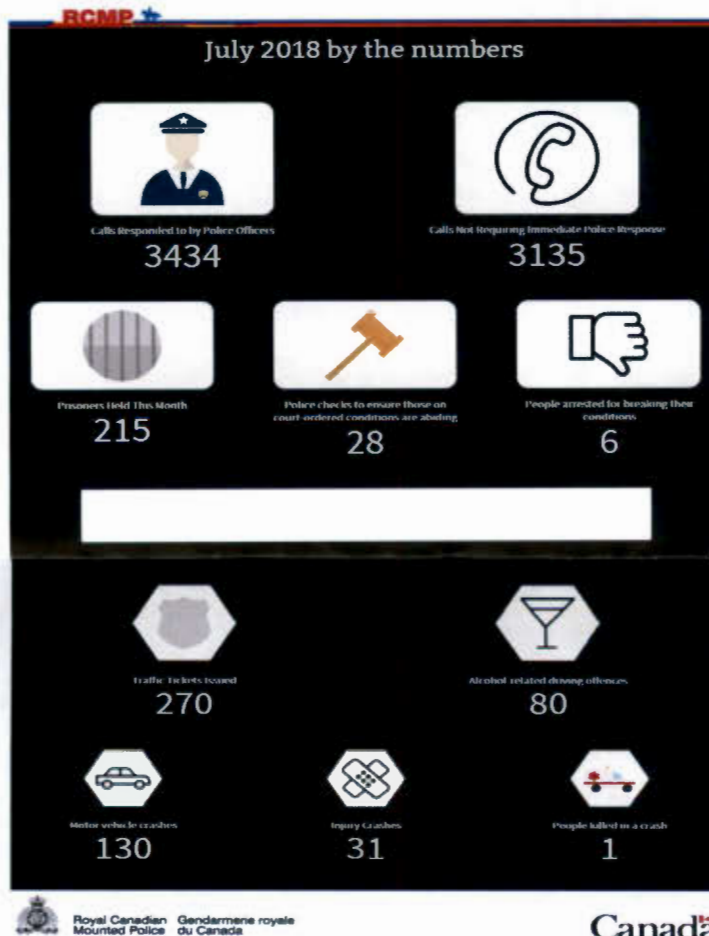 RCMP
July 2018 by the numbers
Calls Responded to by Police Officers
3434
Calls Not Requiring Immediate Police Response
3135
Prisoners Held This Month
215
Police checks to ensure those on
court-ordered conditions are abiding
28
People arrested for breaking their
conditions
6
Traffic Tickets Issued
270
Alcohol related driving offences
80
Motor vehicle crashes
130
Injury Crashes
31
People killed in a crash
1
Royal Canadian Gendarmerie royale
Mounted Police du Canada
Canada